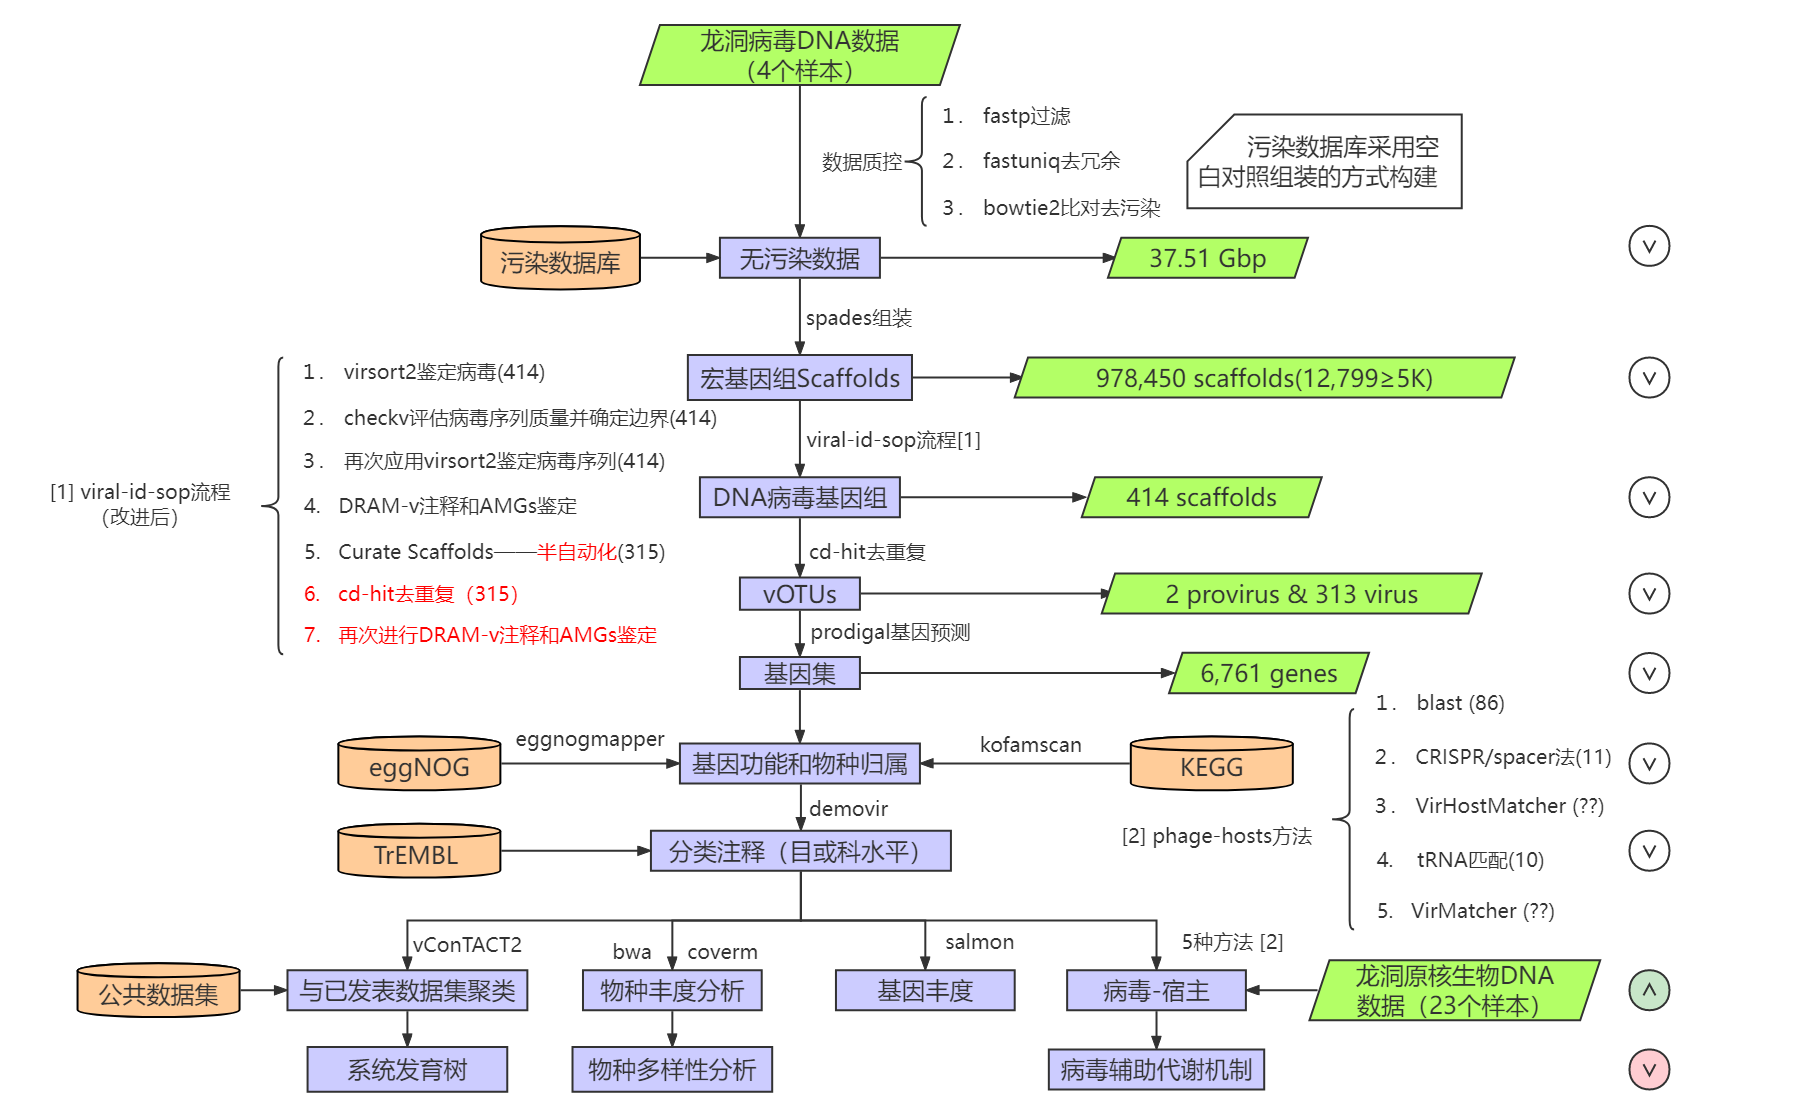 龙洞病毒DNA数据
（4个样本）
数据质控
1. fastp过滤
2. fastuniq去冗余
3. bowtie2比对去污染
污染数据库采用空
白对照组装的方式构建
污染数据库
无污染数据
37.51 Gbp
spades组装
宏基因组Scaffolds
978,450 scaffolds(12,799≥5K)
viral-id-sop流程[1]
[1] viral-id-sop流程
（改进后）
1. virsort2鉴定病毒(414)
2. checkv评估病毒序列质量并确定边界(414)
3. 再次应用virsort2鉴定病毒序列(414)
4. DRAM-v注释和AMGs鉴定
5. Curate Scaffolds——半自动化(315)
6. cd-hit去重复（315）
7. 再次进行DRAM-v注释和AMGs鉴定
DNA病毒基因组
414 scaffolds
cd-hit去重复
vOTUs
2 provirus & 313 virus
prodigal基因预测
基因集
6,761 genes
eggNOG
eggnogmapper
基因功能和物种归属
kofamscan
KEGG
demovir
TrEMBL
分类注释（目或科水平）
[2] phage-hosts方法
1. blast (86)
2. CRISPR/spacer法(11)
3. VirHostMatcher (??)
4. tRNA匹配(10)
5. VirMatcher (??)
vConTACT2
bwa coverm
salmon
5种方法 [2]
公共数据集
与已发表数据集聚类
物种丰度分析
基因丰度
病毒-宿主
龙洞原核生物DNA
数据（23个样本）
系统发育树
物种多样性分析
病毒辅助代谢机制